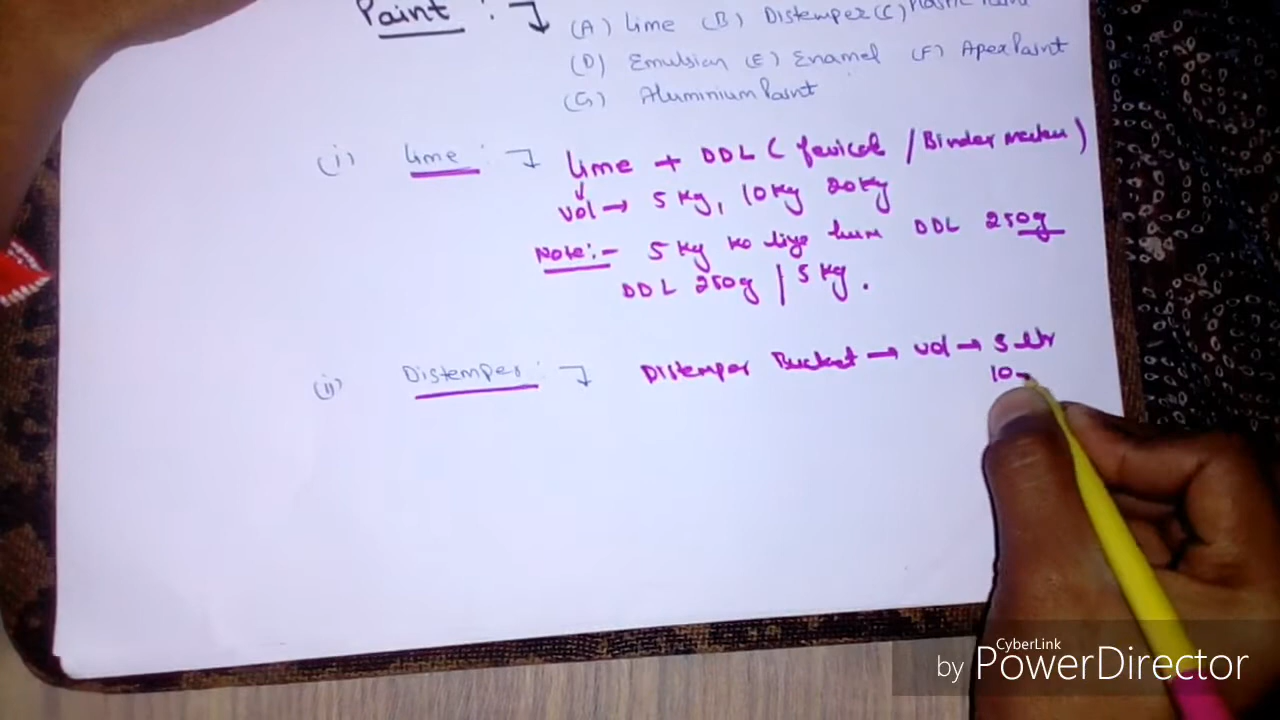 Paint :
(A) Lime (B) Distemper (C) Plastic Paint
(D) Emulsion (E) Enamel (F) Apex Paint
(G) Aluminium Paint
(i) Lime : lime + DDL ( fevicol / Binder
vol → 5 Kg, 10 Kg 20 Kg
Note:- 5 Kg ko liye hum DDL 250g
DDL 250g / 5 Kg.
(ii) Distemper : Distemper Bucket → vol → 5 ltr
10
CyberLink
by PowerDirector